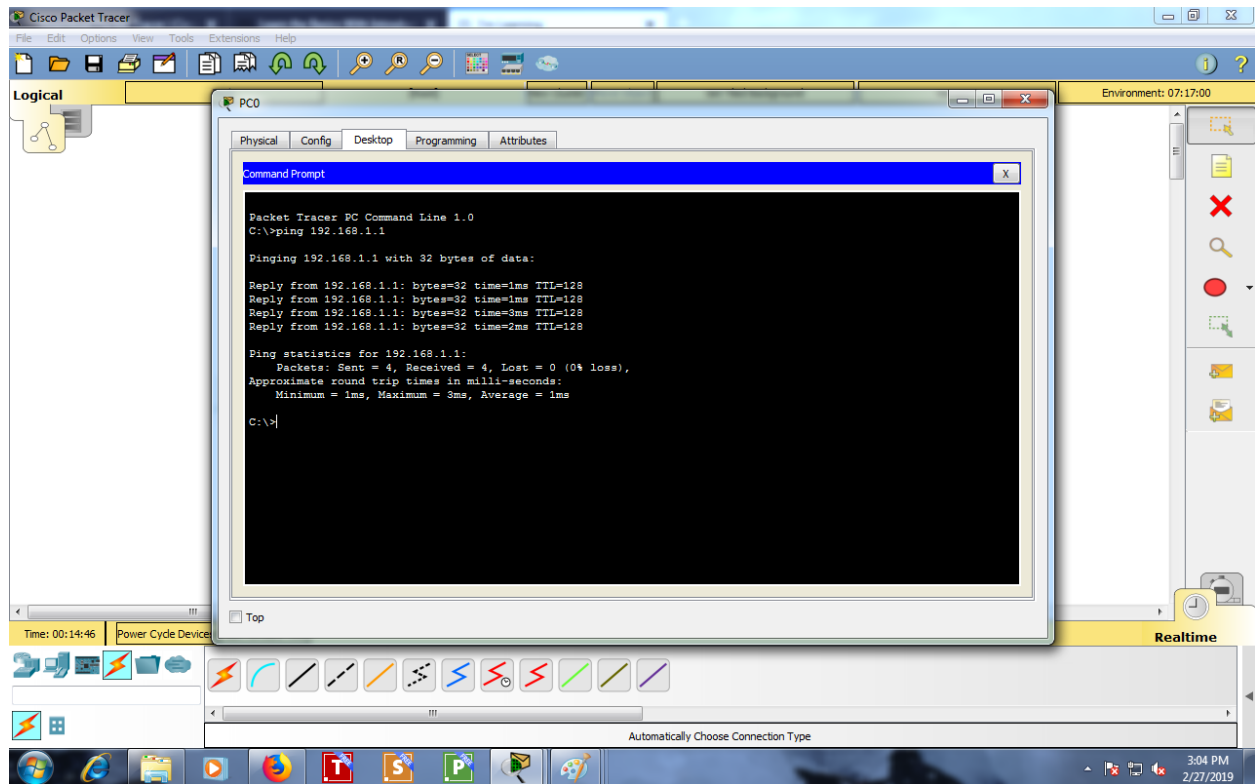 Cisco Packet Tracer
File Edit Options View Tools Extensions Help
Logical
Environment: 07:17:00
PC0
Physical Config Desktop Programming Attributes
Command Prompt
X
Packet Tracer PC Command Line 1.0
C:\>ping 192.168.1.1
Pinging 192.168.1.1 with 32 bytes of data:
Reply from 192.168.1.1: bytes=32 time=1ms TTL=128
Reply from 192.168.1.1: bytes=32 time=1ms TTL=128
Reply from 192.168.1.1: bytes=32 time=3ms TTL=128
Reply from 192.168.1.1: bytes=32 time=2ms TTL=128
Ping statistics for 192.168.1.1:
Packets: Sent = 4, Received = 4, Lost = 0 (0% loss),
Approximate round trip times in milli-seconds:
Minimum = 1ms, Maximum = 3ms, Average = 1ms
C:\>
Top
Time: 00:14:46 Power Cycle Device
Realtime
Automatically Choose Connection Type
T S P
3:04 PM
2/27/2019